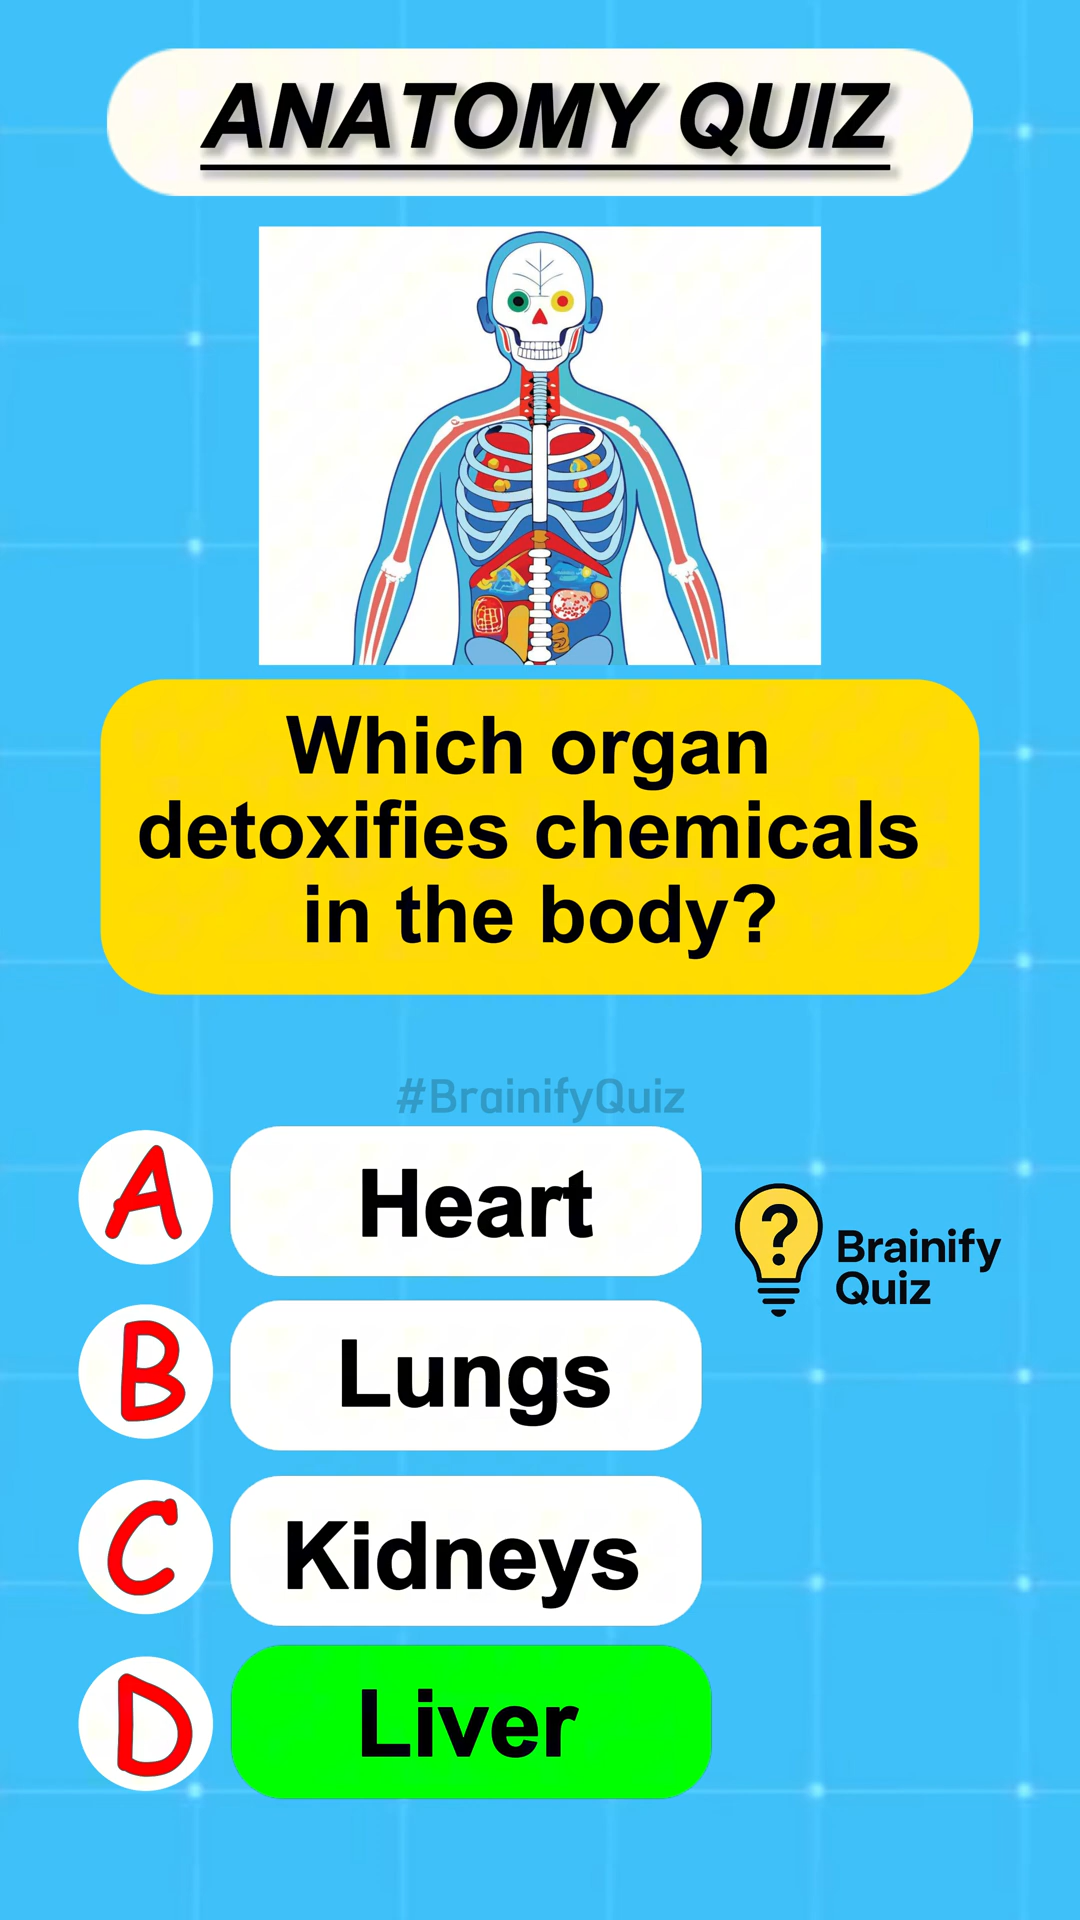 ANATOMY QUIZ
Which organ
detoxifies chemicals
in the body?
#BrainifyQuiz
A Heart
?
Brainify
Quiz
B Lungs
C Kidneys
D Liver